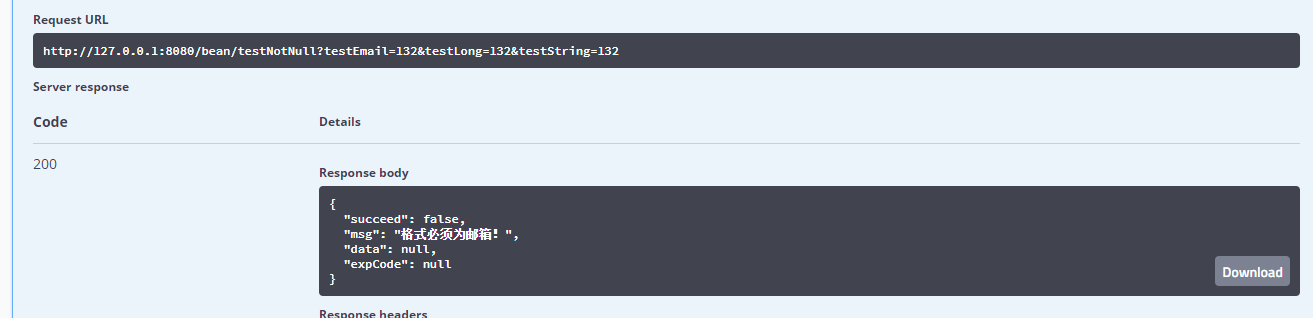 Request URL
http://127.0.0.1:8080/bean/testNotNull?testEmail=132&testLong=132&testString=132
Server response
Code
Details
200
Response body
{
"succeed": false,
"msg": "格式必须为邮箱！",
"data": null,
"expCode": null
}
Download
Response headers